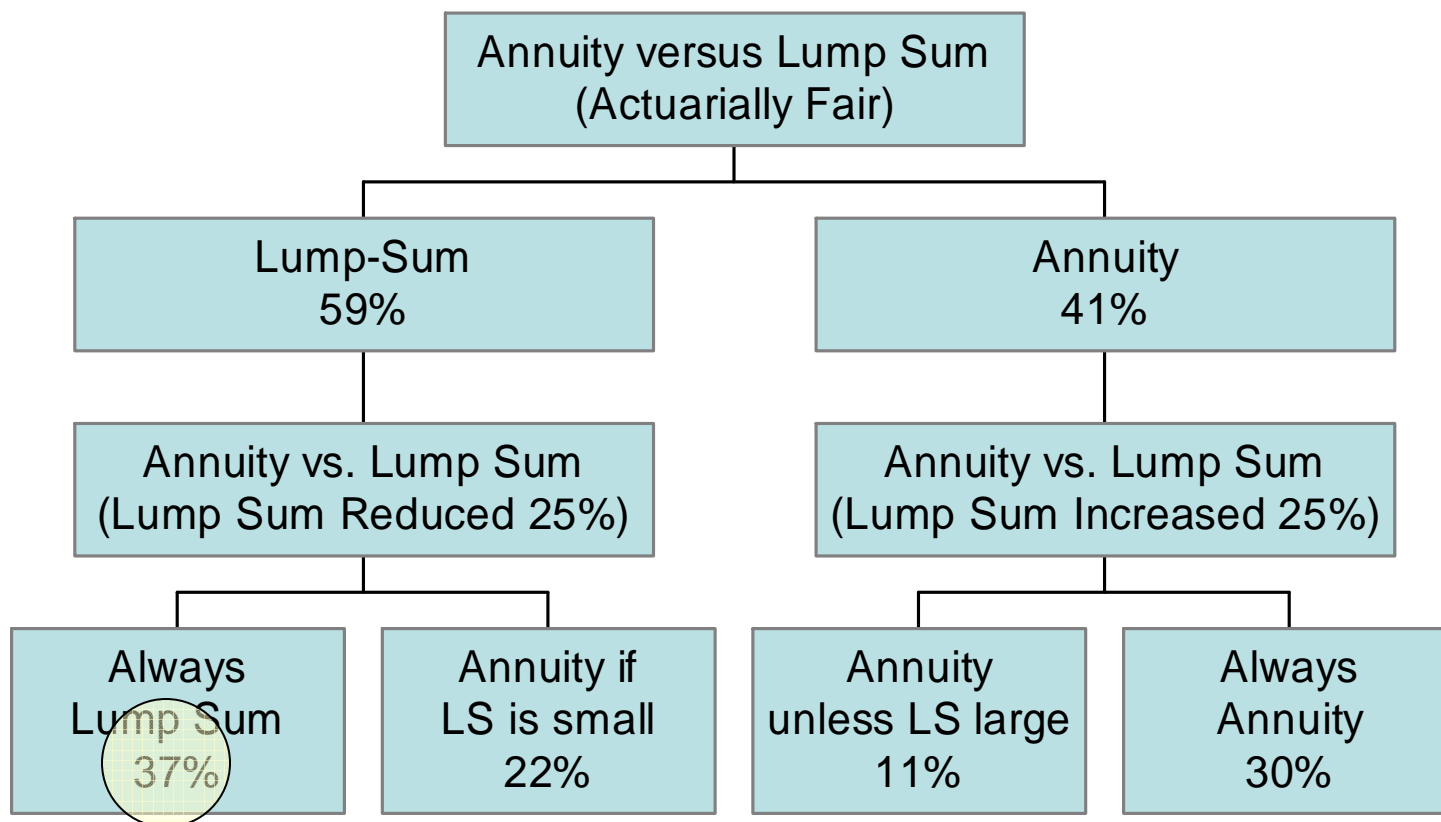 Annuity versus Lump Sum
(Actuarially Fair)
Lump-Sum
59%
Annuity
41%
Annuity vs. Lump Sum
(Lump Sum Reduced 25%)
Annuity vs. Lump Sum
(Lump Sum Increased 25%)
Always
Lump Sum
37%
Annuity if
LS is small
22%
Annuity
unless LS large
11%
Always
Annuity
30%